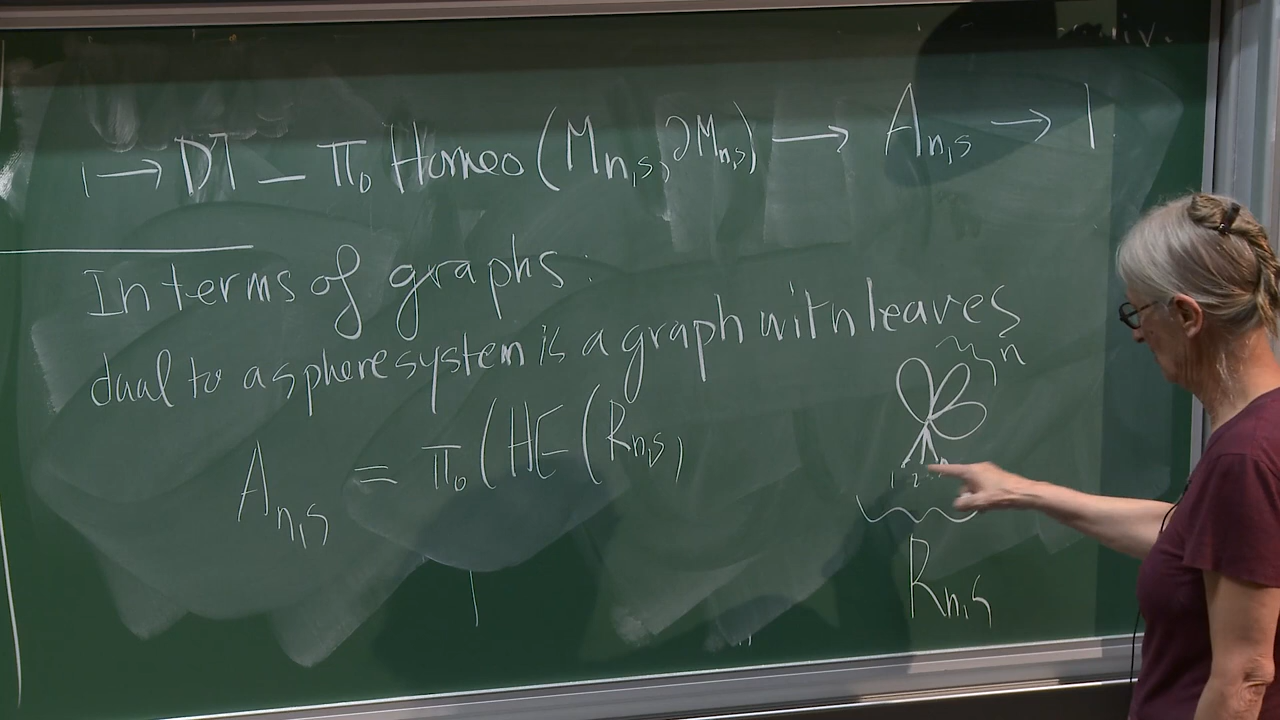 iv.
1 → DT — π₀ Homeo (Mn,s, ∂Mn,s) → An,s → 1
In terms of graphs:
dual to a sphere system is a graph with leaves
n
An,s = π₀ (HE (Rn,s,
1 2
Rn,s